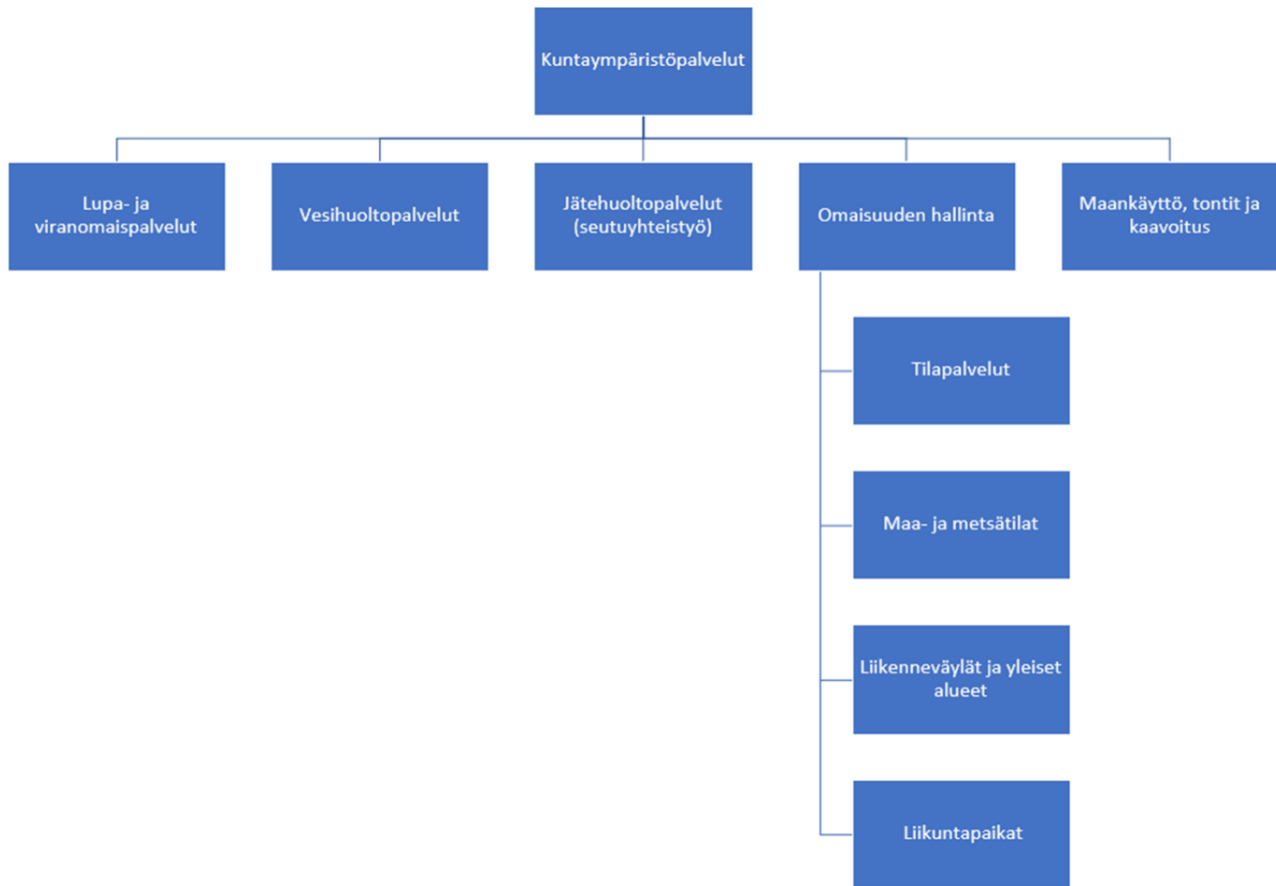 Kuntaympäristöpalvelut
Lupa- ja
viranomaispalvelut
Vesihuoltopalvelut
Jätehuoltopalvelut
(seutuyhteistyö)
Omaisuuden hallinta
Maankäyttö, tontit ja
kaavoitus
Tilapalvelut
Maa- ja metsätilat
Liikenneväylät ja yleiset
alueet
Liikuntapaikat